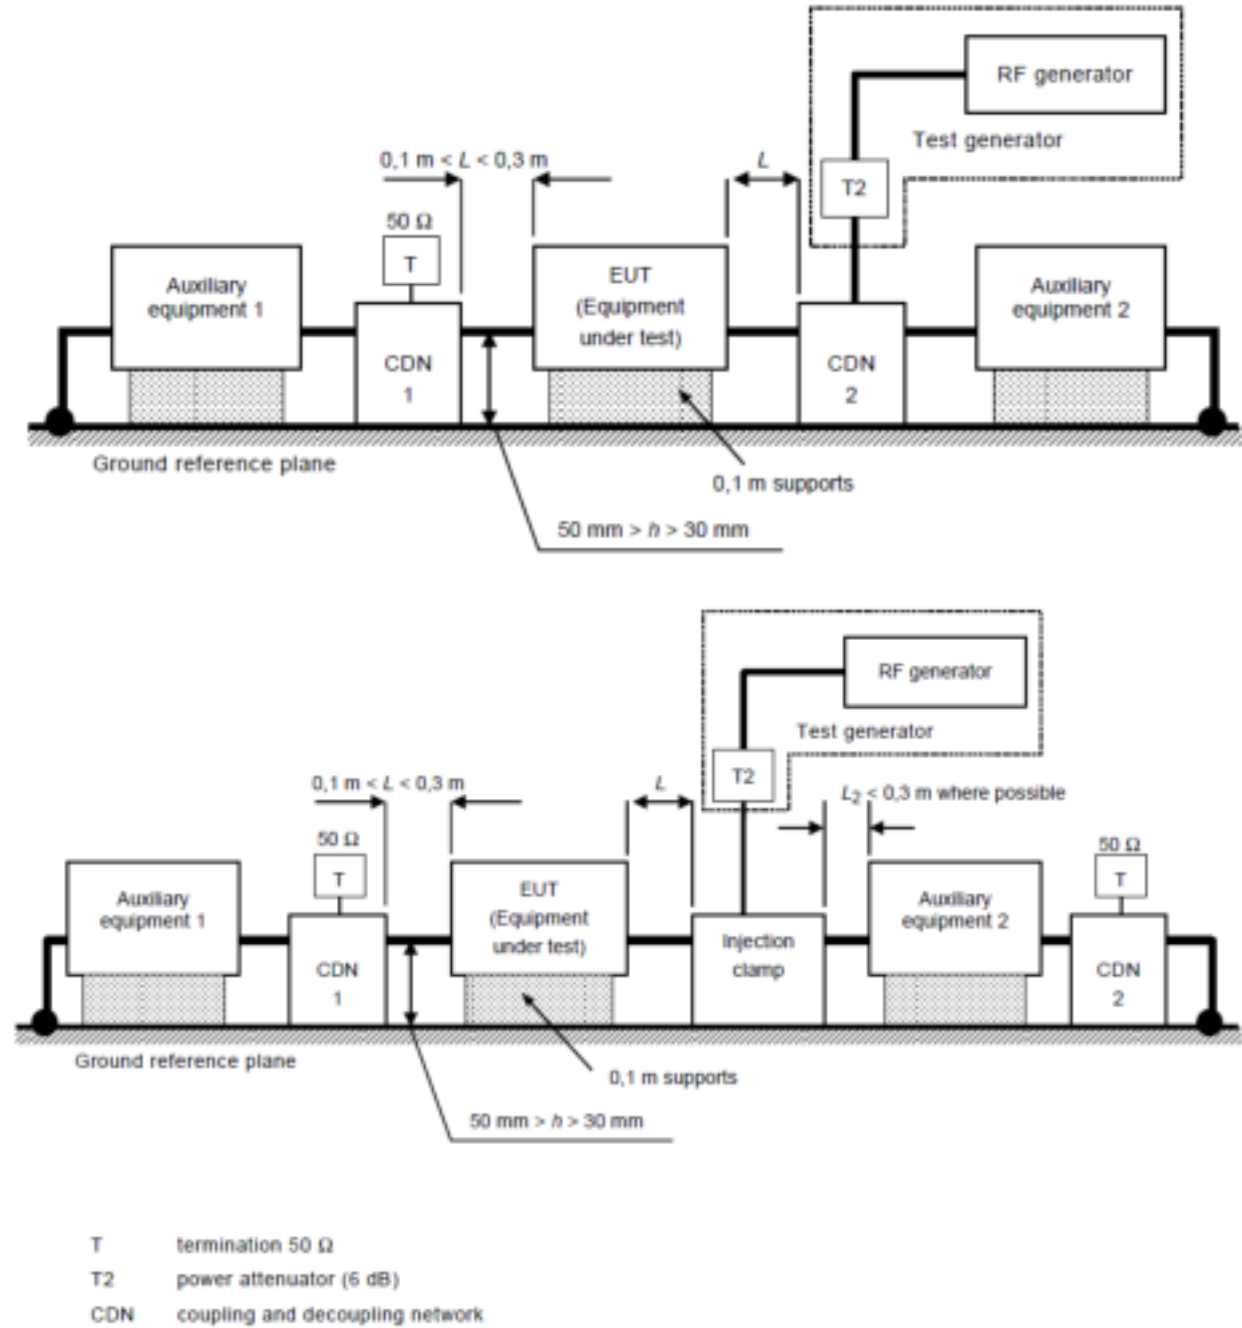 RF generator
Test generator
0,1 m < L < 0,3 m
L
T2
50 Ω
T
Auxiliary
equipment 1
EUT
(Equipment
under test)
Auxiliary
equipment 2
CDN
1
CDN
2
Ground reference plane
0,1 m supports
50 mm > h > 30 mm
RF generator
Test generator
T2
0,1 m < L < 0,3 m
L
L2 < 0,3 m where possible
50 Ω
T
50 Ω
T
Auxiliary
equipment 1
EUT
(Equipment
under test)
Auxiliary
equipment 2
Injection
clamp
CDN
1
CDN
2
Ground reference plane
0,1 m supports
50 mm > h > 30 mm
T termination 50 Ω
T2 power attenuator (6 dB)
CDN coupling and decoupling network